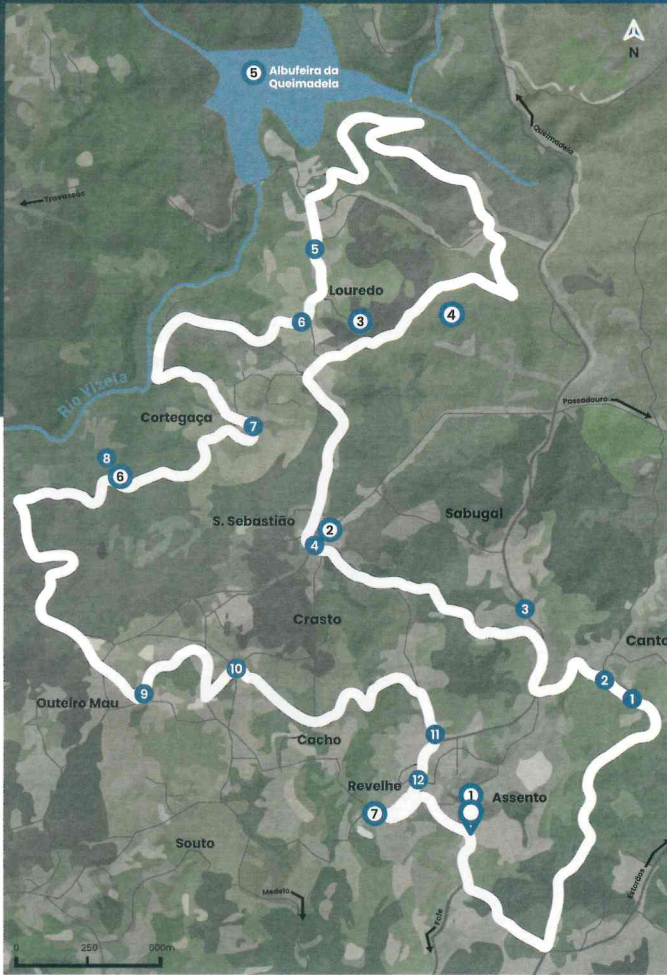 N
5
Albufeira da
Queimadela
Queimadela
Travassós
5
Louredo
6
3
4
Rio Vizela
Passadouro
Cortegaça
7
8
6
S. Sebastião
2
4
Sabugal
3
Crasto
Canto
2
1
10
9
Outeiro Mau
11
Cacho
12
Revelhe
7
1
Assento
Souto
Medelo
Fafe
Estorãos
0 250 500m